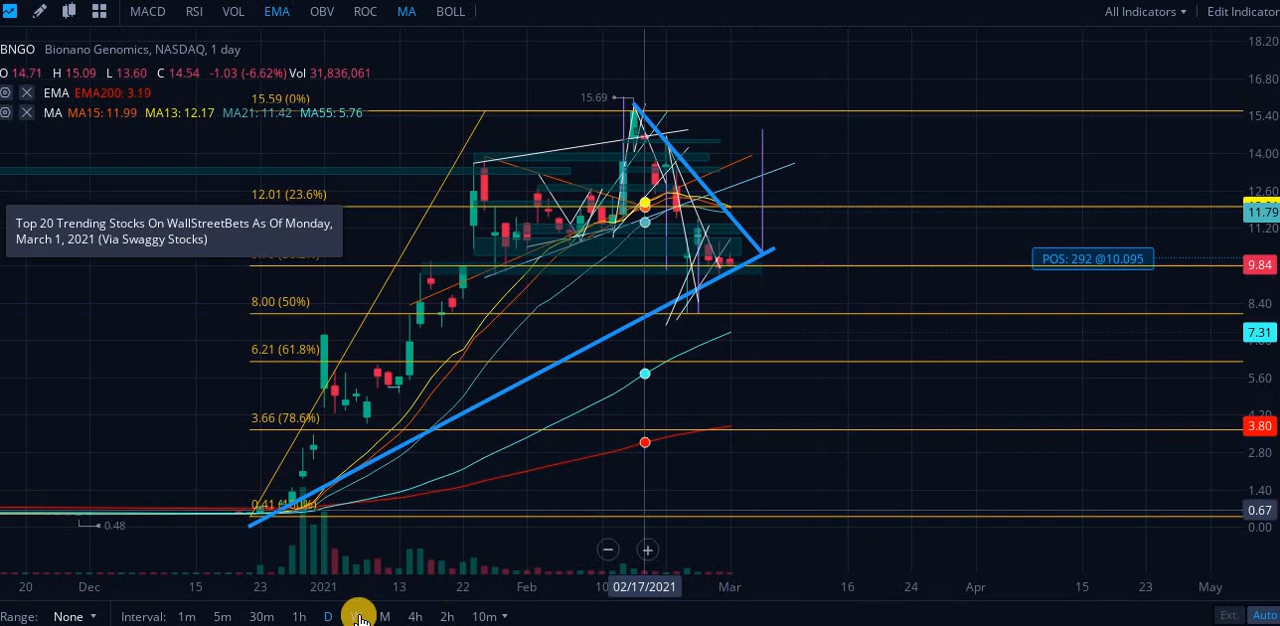 MACD RSI VOL EMA OBV ROC MA BOLL All Indicators Edit Indicator
BNGO Bionano Genomics, NASDAQ, 1 day
O 14.71 H 15.09 L 13.60 C 14.54 -1.03 (-6.62%) Vol 31,836,061
EMA EMA200: 3.19
MA MA15: 11.99 MA13: 12.17 MA21: 11.42 MA55: 5.76
15.59 (0%)
15.69
12.01 (23.6%)
Top 20 Trending Stocks On WallStreetBets As Of Monday,
March 1, 2021 (Via Swaggy Stocks)
POS: 292 @10.095
8.00 (50%)
6.21 (61.8%)
3.66 (78.6%)
0.41 (100%)
0.48
18.20
16.80
15.40
14.00
12.60
11.79
11.20
9.84
8.40
7.31
5.60
4.20
3.80
2.80
1.40
0.67
0.00
20 Dec 15 23 2021 13 22 Feb 10 02/17/2021 Mar 16 24 Apr 15 23 May
Range: None Interval: 1m 5m 30m 1h D W M 4h 2h 10m Ext. Auto